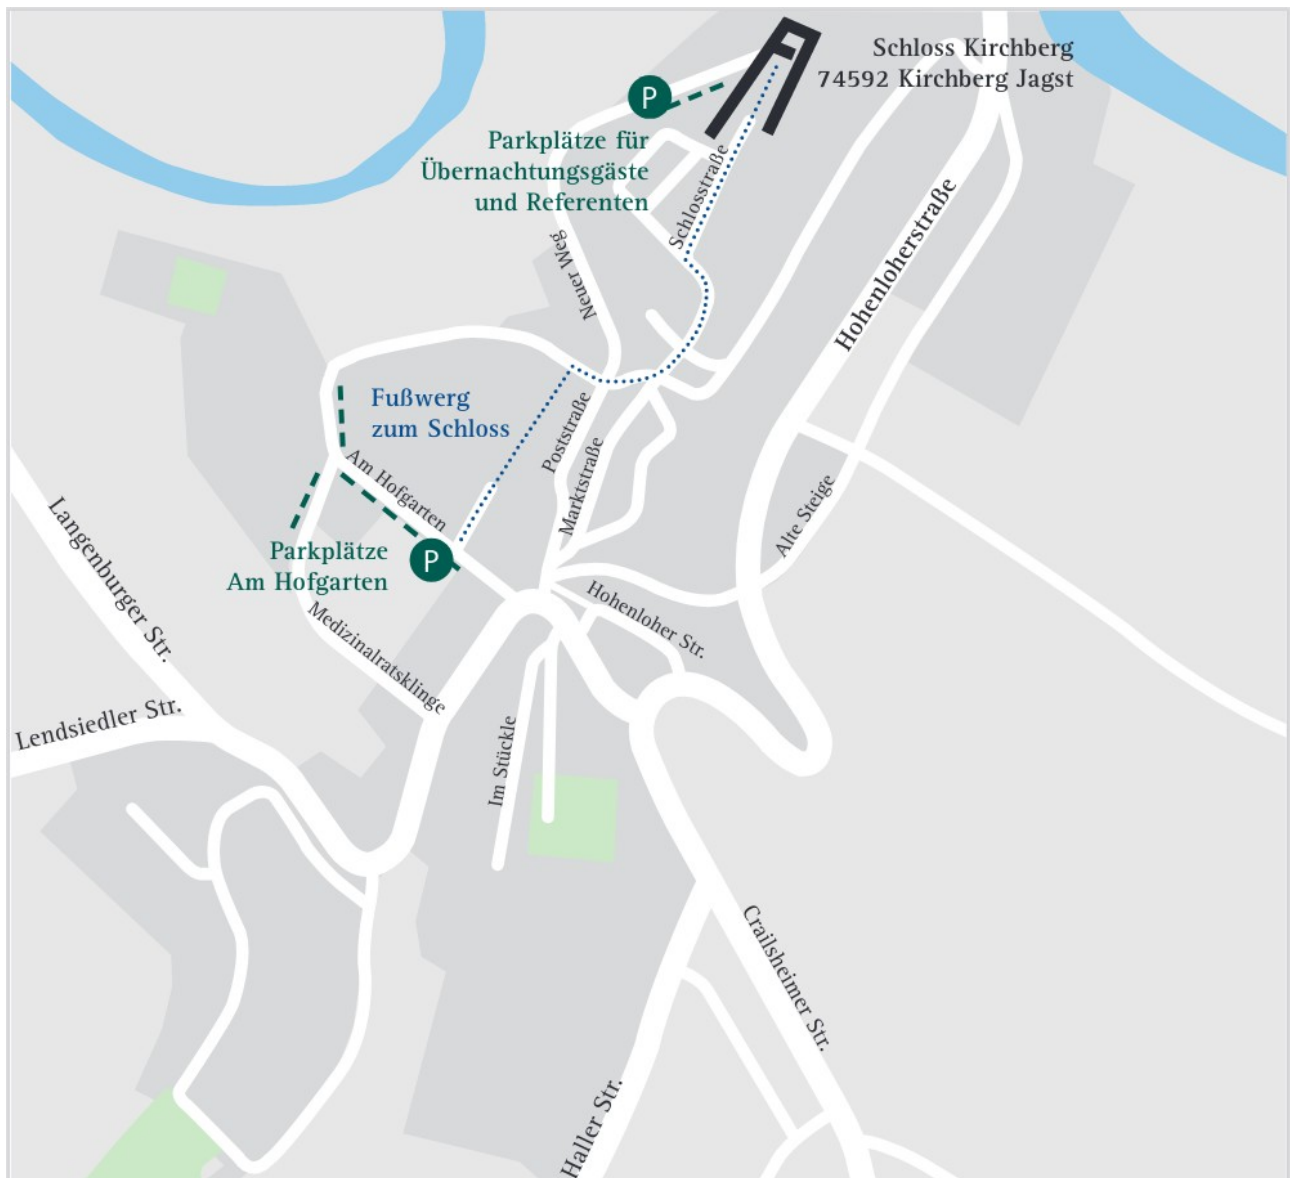 Schloss Kirchberg
74592 Kirchberg Jagst
P
Parkplätze für
Übernachtungsgäste
und Referenten
Schlosstraße
Hohenloherstraße
Neuer Weg
Fußwerg
zum Schloss
Poststraße
Marktstraße
Am Hofgarten
Alte Steige
Langenburger Str.
Parkplätze
Am Hofgarten
P
Hohenloher Str.
Medizinalratsklinge
Lendsiedler Str.
Im Stückle
Crailsheimer Str.
Haller Str.